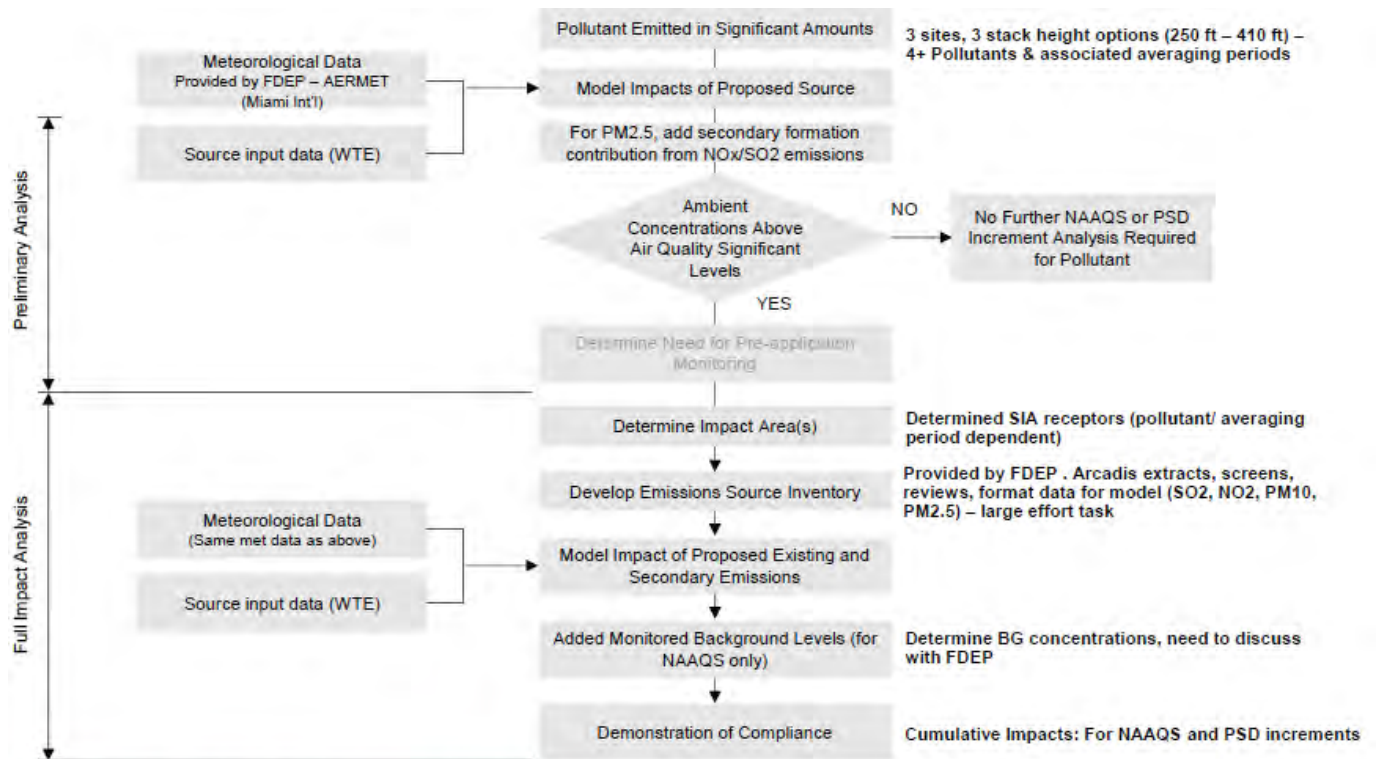 Pollutant Emitted in Significant Amounts
3 sites, 3 stack height options (250 ft – 410 ft) –
4+ Pollutants & associated averaging periods
Meteorological Data
Provided by FDEP – AERMET
(Miami Int'l)
Model Impacts of Proposed Source
Source input data (WTE)
For PM2.5, add secondary formation
contribution from NOx/SO2 emissions
Preliminary Analysis
Ambient
Concentrations Above
Air Quality Significant
Levels
NO
No Further NAAQS or PSD
Increment Analysis Required
for Pollutant
YES
Determine Need for Pre-application
Monitoring
Full Impact Analysis
Determine Impact Area(s)
Determined SIA receptors (pollutant/ averaging
period dependent)
Develop Emissions Source Inventory
Provided by FDEP . Arcadis extracts, screens,
reviews, format data for model (SO2, NO2, PM10,
PM2.5) – large effort task
Meteorological Data
(Same met data as above)
Source input data (WTE)
Model Impact of Proposed Existing and
Secondary Emissions
Added Monitored Background Levels (for
NAAQS only)
Determine BG concentrations, need to discuss
with FDEP
Demonstration of Compliance
Cumulative Impacts: For NAAQS and PSD increments